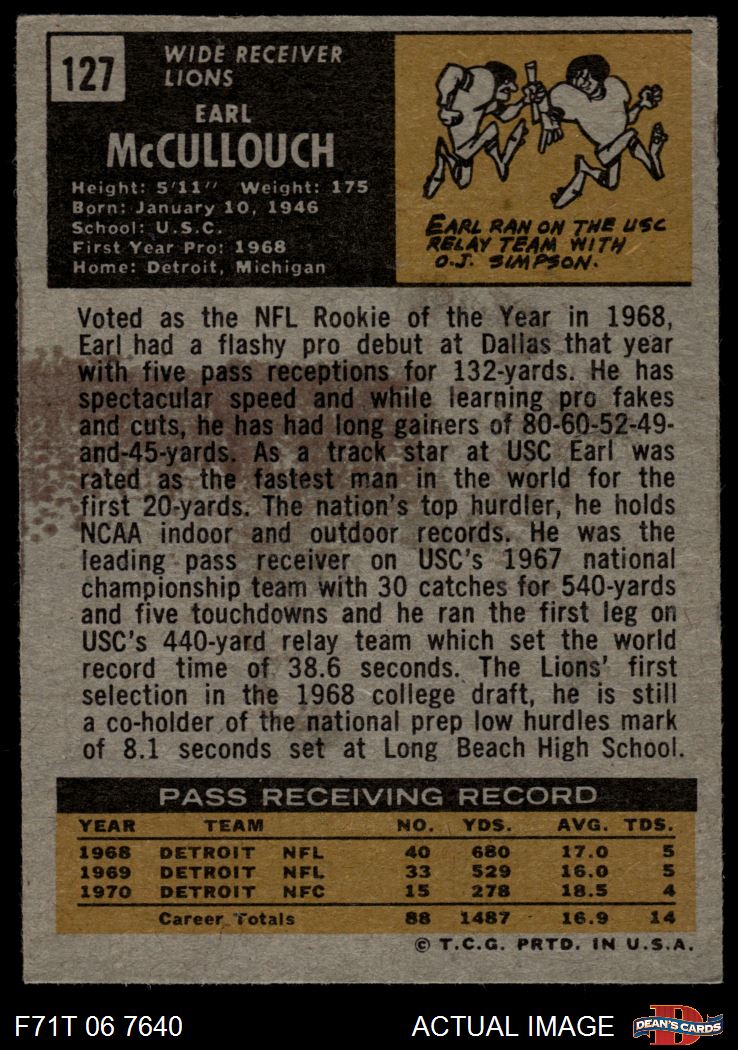 127
WIDE RECEIVER
LIONS
EARL
McCULLOUCH
Height: 5'11" Weight: 175
Born: January 10, 1946
School: U.S.C.
First Year Pro: 1968
Home: Detroit, Michigan
EARL RAN ON THE USC
RELAY TEAM WITH
O.J. SIMPSON.
Voted as the NFL Rookie of the Year in 1968,
Earl had a flashy pro debut at Dallas that year
with five pass receptions for 132-yards. He has
spectacular speed and while learning pro fakes
and cuts, he has had long gainers of 80-60-52-49-
and-45-yards. As a track star at USC Earl was
rated as the fastest man in the world for the
first 20-yards. The nation's top hurdler, he holds
NCAA indoor and outdoor records. He was the
leading pass receiver on USC's 1967 national
championship team with 30 catches for 540-yards
and five touchdowns and he ran the first leg on
USC's 440-yard relay team which set the world
record time of 38.6 seconds. The Lions' first
selection in the 1968 college draft, he is still
a co-holder of the national prep low hurdles mark
of 8.1 seconds set at Long Beach High School.
PASS RECEIVING RECORD
YEAR TEAM NO. YDS. AVG. TDS.
1968 DETROIT NFL 40 680 17.0 5
1969 DETROIT NFL 33 529 16.0 5
1970 DETROIT NFC 15 278 18.5 4
Career Totals 88 1487 16.9 14
© T.C.G. PRTD. IN U.S.A.
F71T 06 7640 ACTUAL IMAGE D DEAN'S CARDS